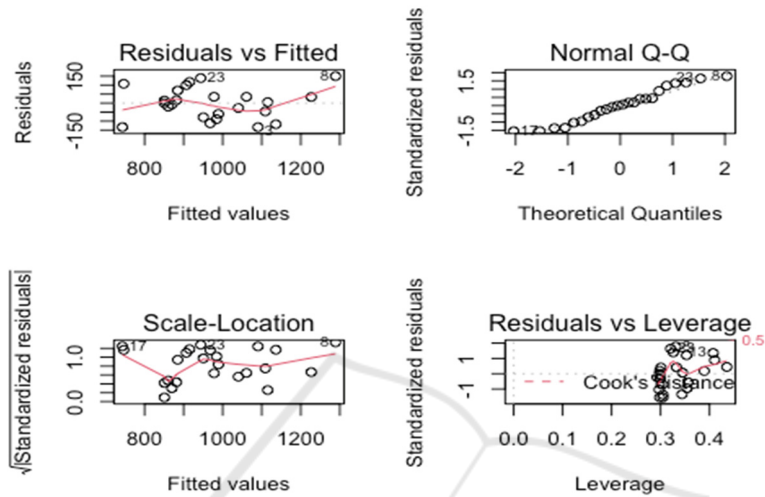 Residuals vs Fitted
Residuals
150
-150
23
8
800
1000
1200
Fitted values
Normal Q-Q
Standardized residuals
1.5
-1.5
17
23
8
-2
-1
0
1
2
Theoretical Quantiles
Scale-Location
√|Standardized residuals|
1.0
0.0
17
23
8
800
1000
1200
Fitted values
Residuals vs Leverage
Standardized residuals
0.5
1
-1
Cook's distance
0.0
0.1
0.2
0.3
0.4
Leverage